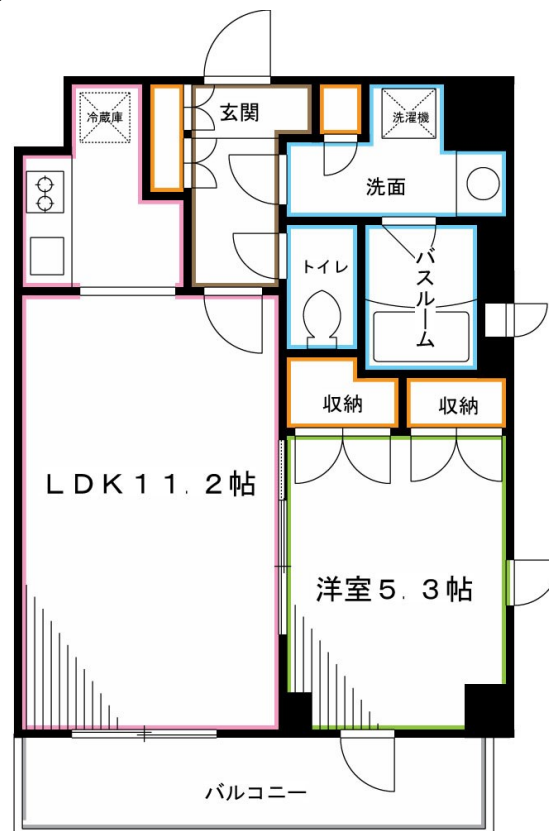 冷蔵庫
玄関
洗濯機
洗面
トイレ
バスルーム
収納
収納
LDK11.2帖
洋室5.3帖
バルコニー